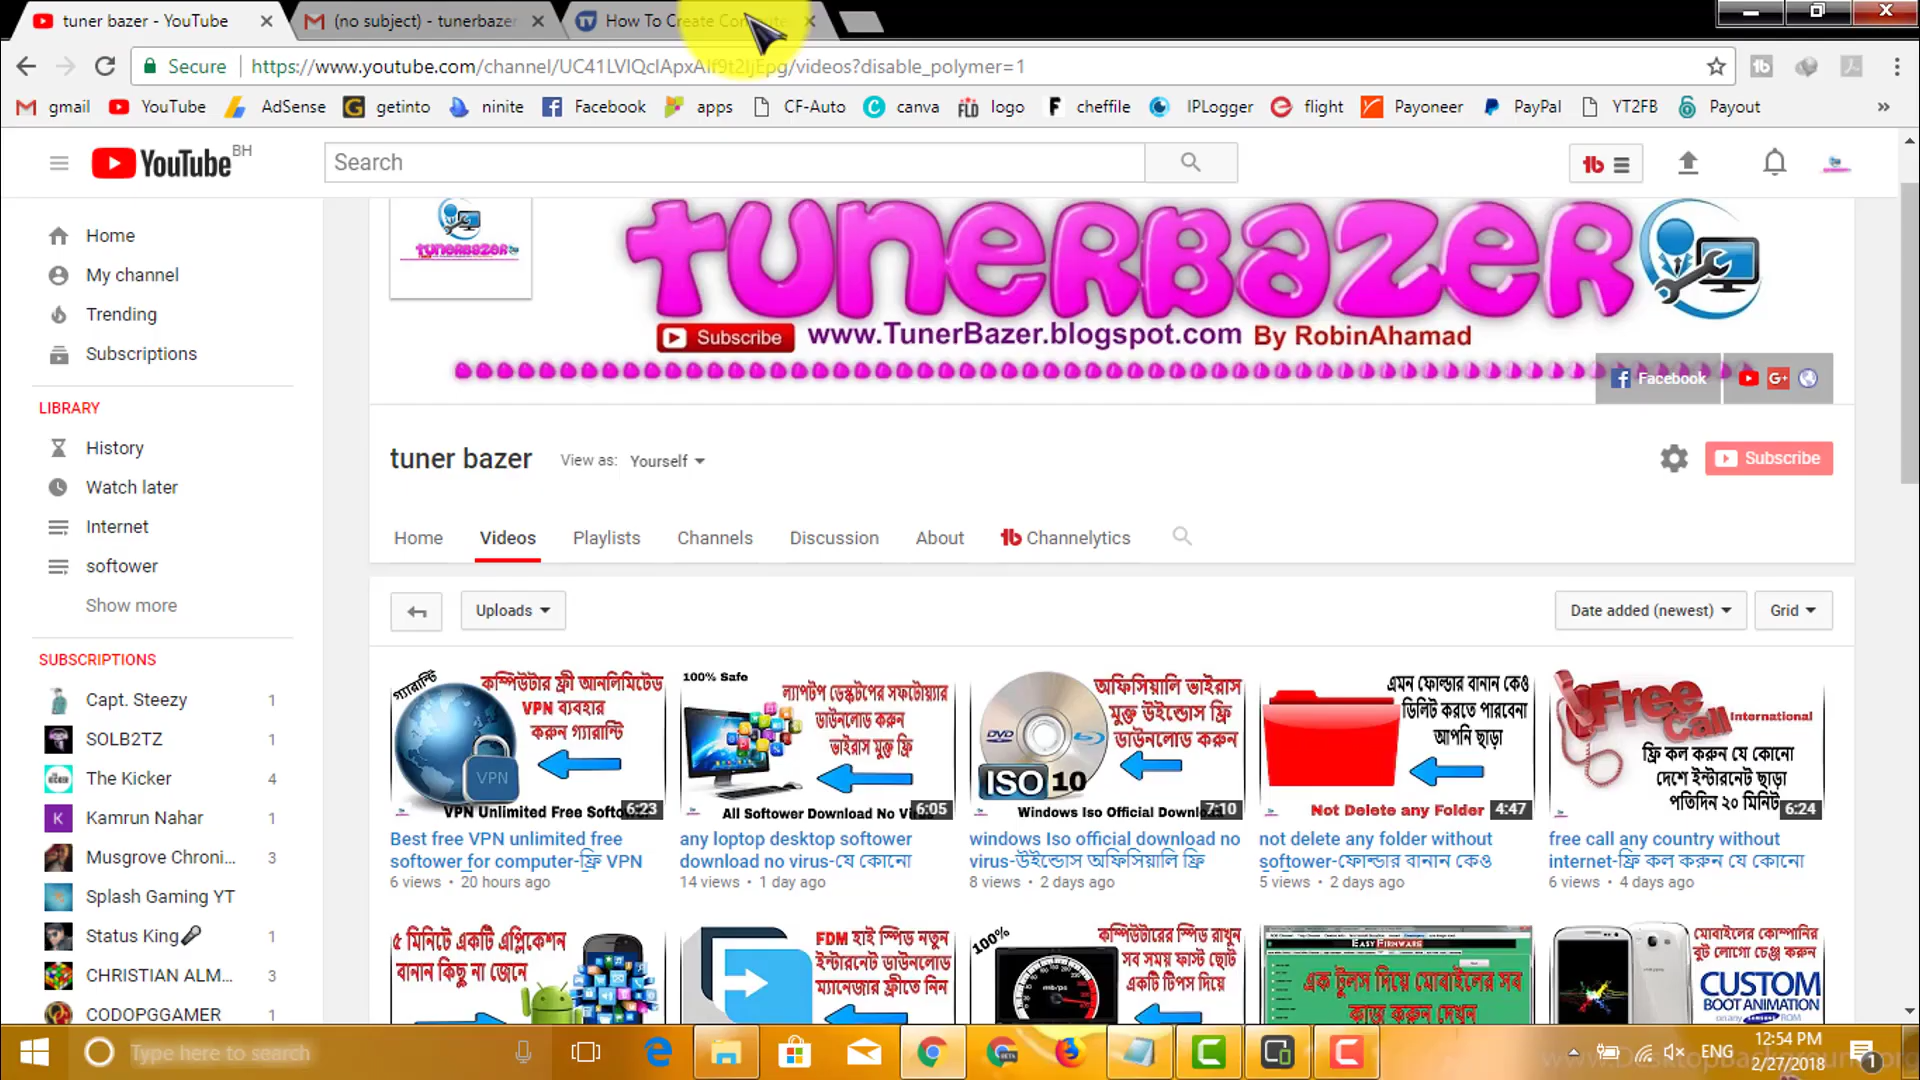 tuner bazer - YouTube
(no subject) - tunerbazer
How To Create Compute
Secure
https://www.youtube.com/channel/UC41LVIQcIApxAIf9t2IjEpg/videos?disable_polymer=1
gmail YouTube AdSense getinto ninite Facebook apps CF-Auto canva logo cheffile IPLogger flight Payoneer PayPal YT2FB Payout
YouTube BH
Search
Home
My channel
Trending
Subscriptions
LIBRARY
History
Watch later
Internet
softower
Show more
SUBSCRIPTIONS
Capt. Steezy 1
SOLB2TZ 1
The Kicker 4
Kamrun Nahar 1
Musgrove Chroni... 3
Splash Gaming YT
Status King 1
CHRISTIAN ALM... 3
CODOPGGAMER 1
TUNERBAZER
tunerBazer
Subscribe www.TunerBazer.blogspot.com By RobinAhamad
Facebook
tuner bazer View as: Yourself
Subscribe
Home Videos Playlists Channels Discussion About Channelytics
Uploads
Date added (newest) Grid
গ্যারান্টি
কম্পিউটার ফ্রী আনলিমিটেড
VPN ব্যবহার
করুন গ্যারান্টি
VPN
VPN Unlimited Free Softo
6:23
Best free VPN unlimited free
softower for computer-ফ্রি VPN
6 views • 20 hours ago
100% Safe
ল্যাপটপ ডেস্কটপের সফটোয়্যার
ডাউনলোড করুন
ভাইরাস মুক্ত ফ্রি
All Softower Download No Vi
6:05
any loptop desktop softower
download no virus-যে কোনো
14 views • 1 day ago
অফিসিয়ালি ভাইরাস
মুক্ত উইন্ডোস ফ্রি
ডাউনলোড করুন
DVD
ISO 10
Windows Iso Official Downlo
7:10
windows Iso official download no
virus-উইন্ডোস অফিসিয়ালি ফ্রি
8 views • 2 days ago
এমন ফোল্ডার বানান কেও
ডিলিট করতে পারবেনা
আপনি ছাড়া
Not Delete any Folder
4:47
not delete any folder without
softower-ফোল্ডার বানান কেও
5 views • 2 days ago
Free
Call International
ফ্রি কল করুন যে কোনো
দেশে ইন্টারনেট ছাড়া
পতিদিন ২০ মিনিট
6:24
free call any country without
internet-ফ্রি কল করুন যে কোনো
6 views • 4 days ago
৫ মিনিটে একটি এপ্লিকেশন
বানান কিছু না জেনে
FDM হাই স্পিড নতুন
ইন্টারনেট ডাউনলোড
ম্যানেজার ফ্রীতে নিন
100%
কম্পিউটারের স্পিড রাখুন
সব সময় ফাস্ট ছোট
একটি টিপস দিয়ে
EASY FIRMWARE
এক টুলস দিয়ে মোবাইলের সব
কাজ করুন দেখুন
মোবাইলের কোম্পানির
বুট লোগো চেঞ্জ করুন
CUSTOM
BOOT ANIMATION
Type here to search
ENG
12:54 PM
2/27/2018
1